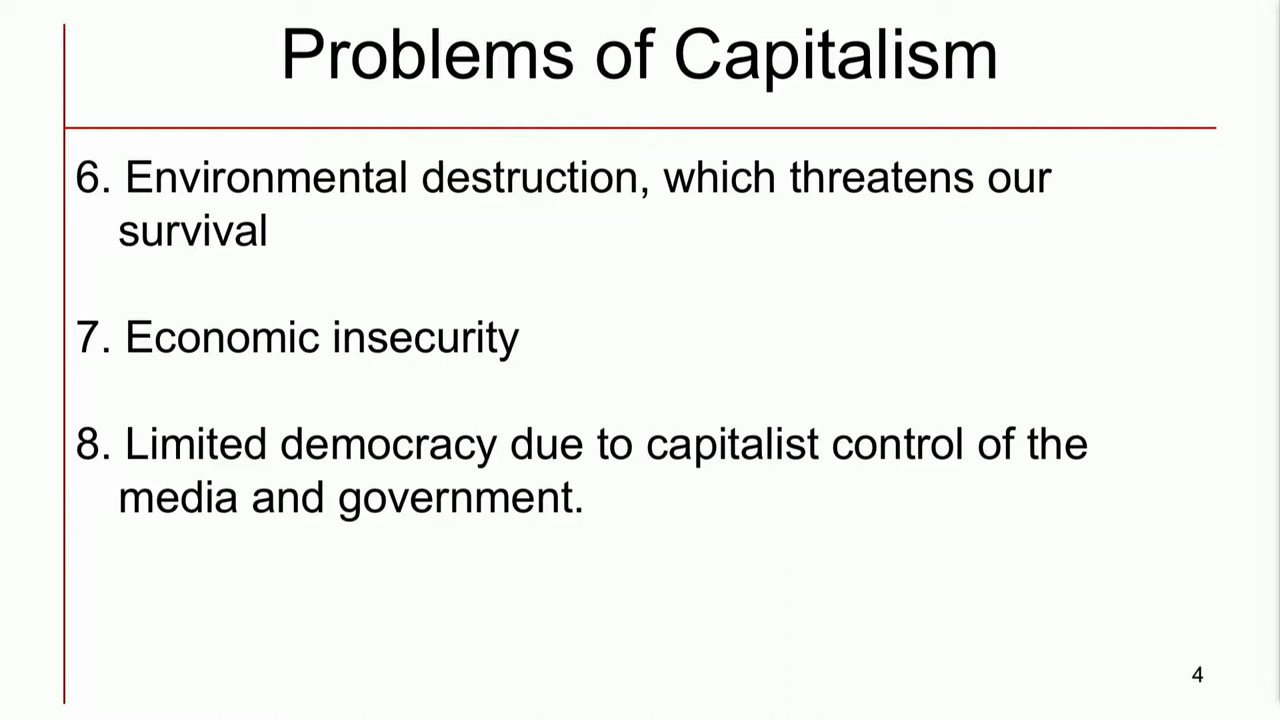 Problems of Capitalism
6. Environmental destruction, which threatens our
survival
7. Economic insecurity
8. Limited democracy due to capitalist control of the
media and government.
4